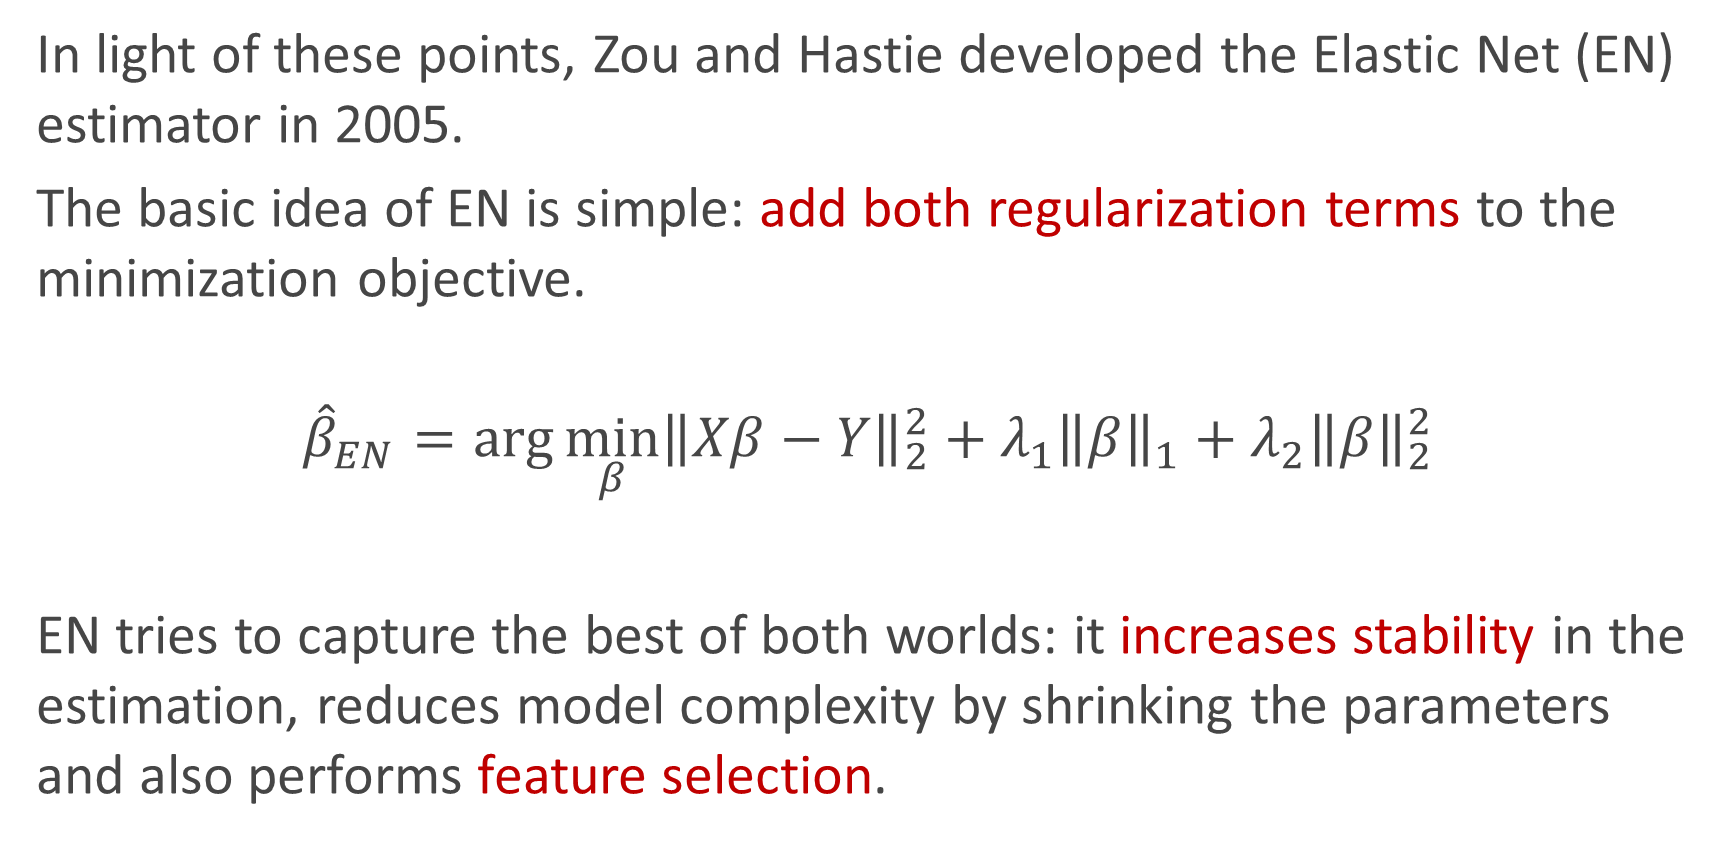 In light of these points, Zou and Hastie developed the Elastic Net (EN)
estimator in 2005.
The basic idea of EN is simple: add both regularization terms to the
minimization objective.
β̂_EN = arg min_β ‖Xβ − Y‖₂² + λ₁‖β‖₁ + λ₂‖β‖₂²
EN tries to capture the best of both worlds: it increases stability in the
estimation, reduces model complexity by shrinking the parameters
and also performs feature selection.